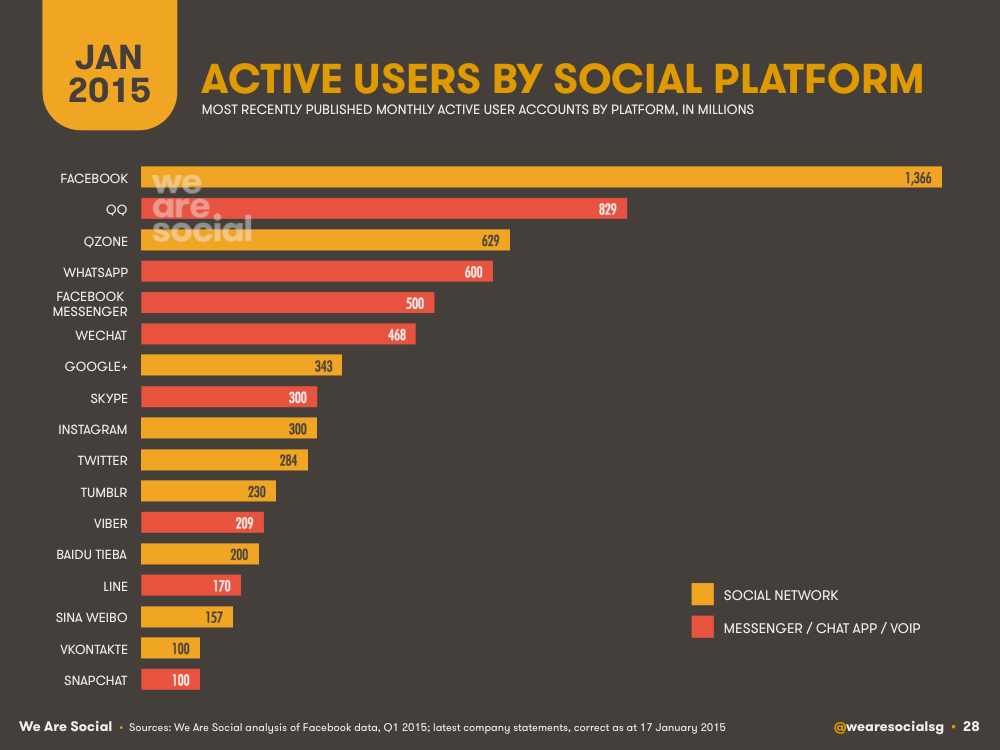 JAN
2015
ACTIVE USERS BY SOCIAL PLATFORM
MOST RECENTLY PUBLISHED MONTHLY ACTIVE USER ACCOUNTS BY PLATFORM, IN MILLIONS
we
are
social
FACEBOOK 1,366
QQ 829
QZONE 629
WHATSAPP 600
FACEBOOK
MESSENGER 500
WECHAT 468
GOOGLE+ 343
SKYPE 300
INSTAGRAM 300
TWITTER 284
TUMBLR 230
VIBER 209
BAIDU TIEBA 200
LINE 170
SINA WEIBO 157
VKONTAKTE 100
SNAPCHAT 100
SOCIAL NETWORK
MESSENGER / CHAT APP / VOIP
We Are Social • Sources: We Are Social analysis of Facebook data, Q1 2015; latest company statements, correct as at 17 January 2015
@wearesocialsg • 28